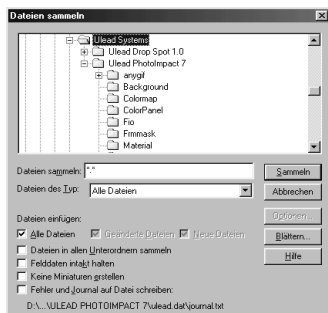 Dateien sammeln
Ulead Systems
Ulead Drop Spot 1.0
Ulead PhotoImpact 7
anygif
Background
Colormap
ColorPanel
Fio
Frmmask
Material
Dateien sammeln: *.*
Sammeln
Dateien des Typ: Alle Dateien
Abbrechen
Optionen...
Dateien einfügen:
Alle Dateien Geänderte Dateien Neue Dateien
Blättern...
Dateien in allen Unterordnern sammeln
Hilfe
Felddaten intakt halten
Keine Miniaturen erstellen
Fehler und Journal auf Datei schreiben:
D:\...\ULEAD PHOTOIMPACT 7\ulead.dat\journal.txt